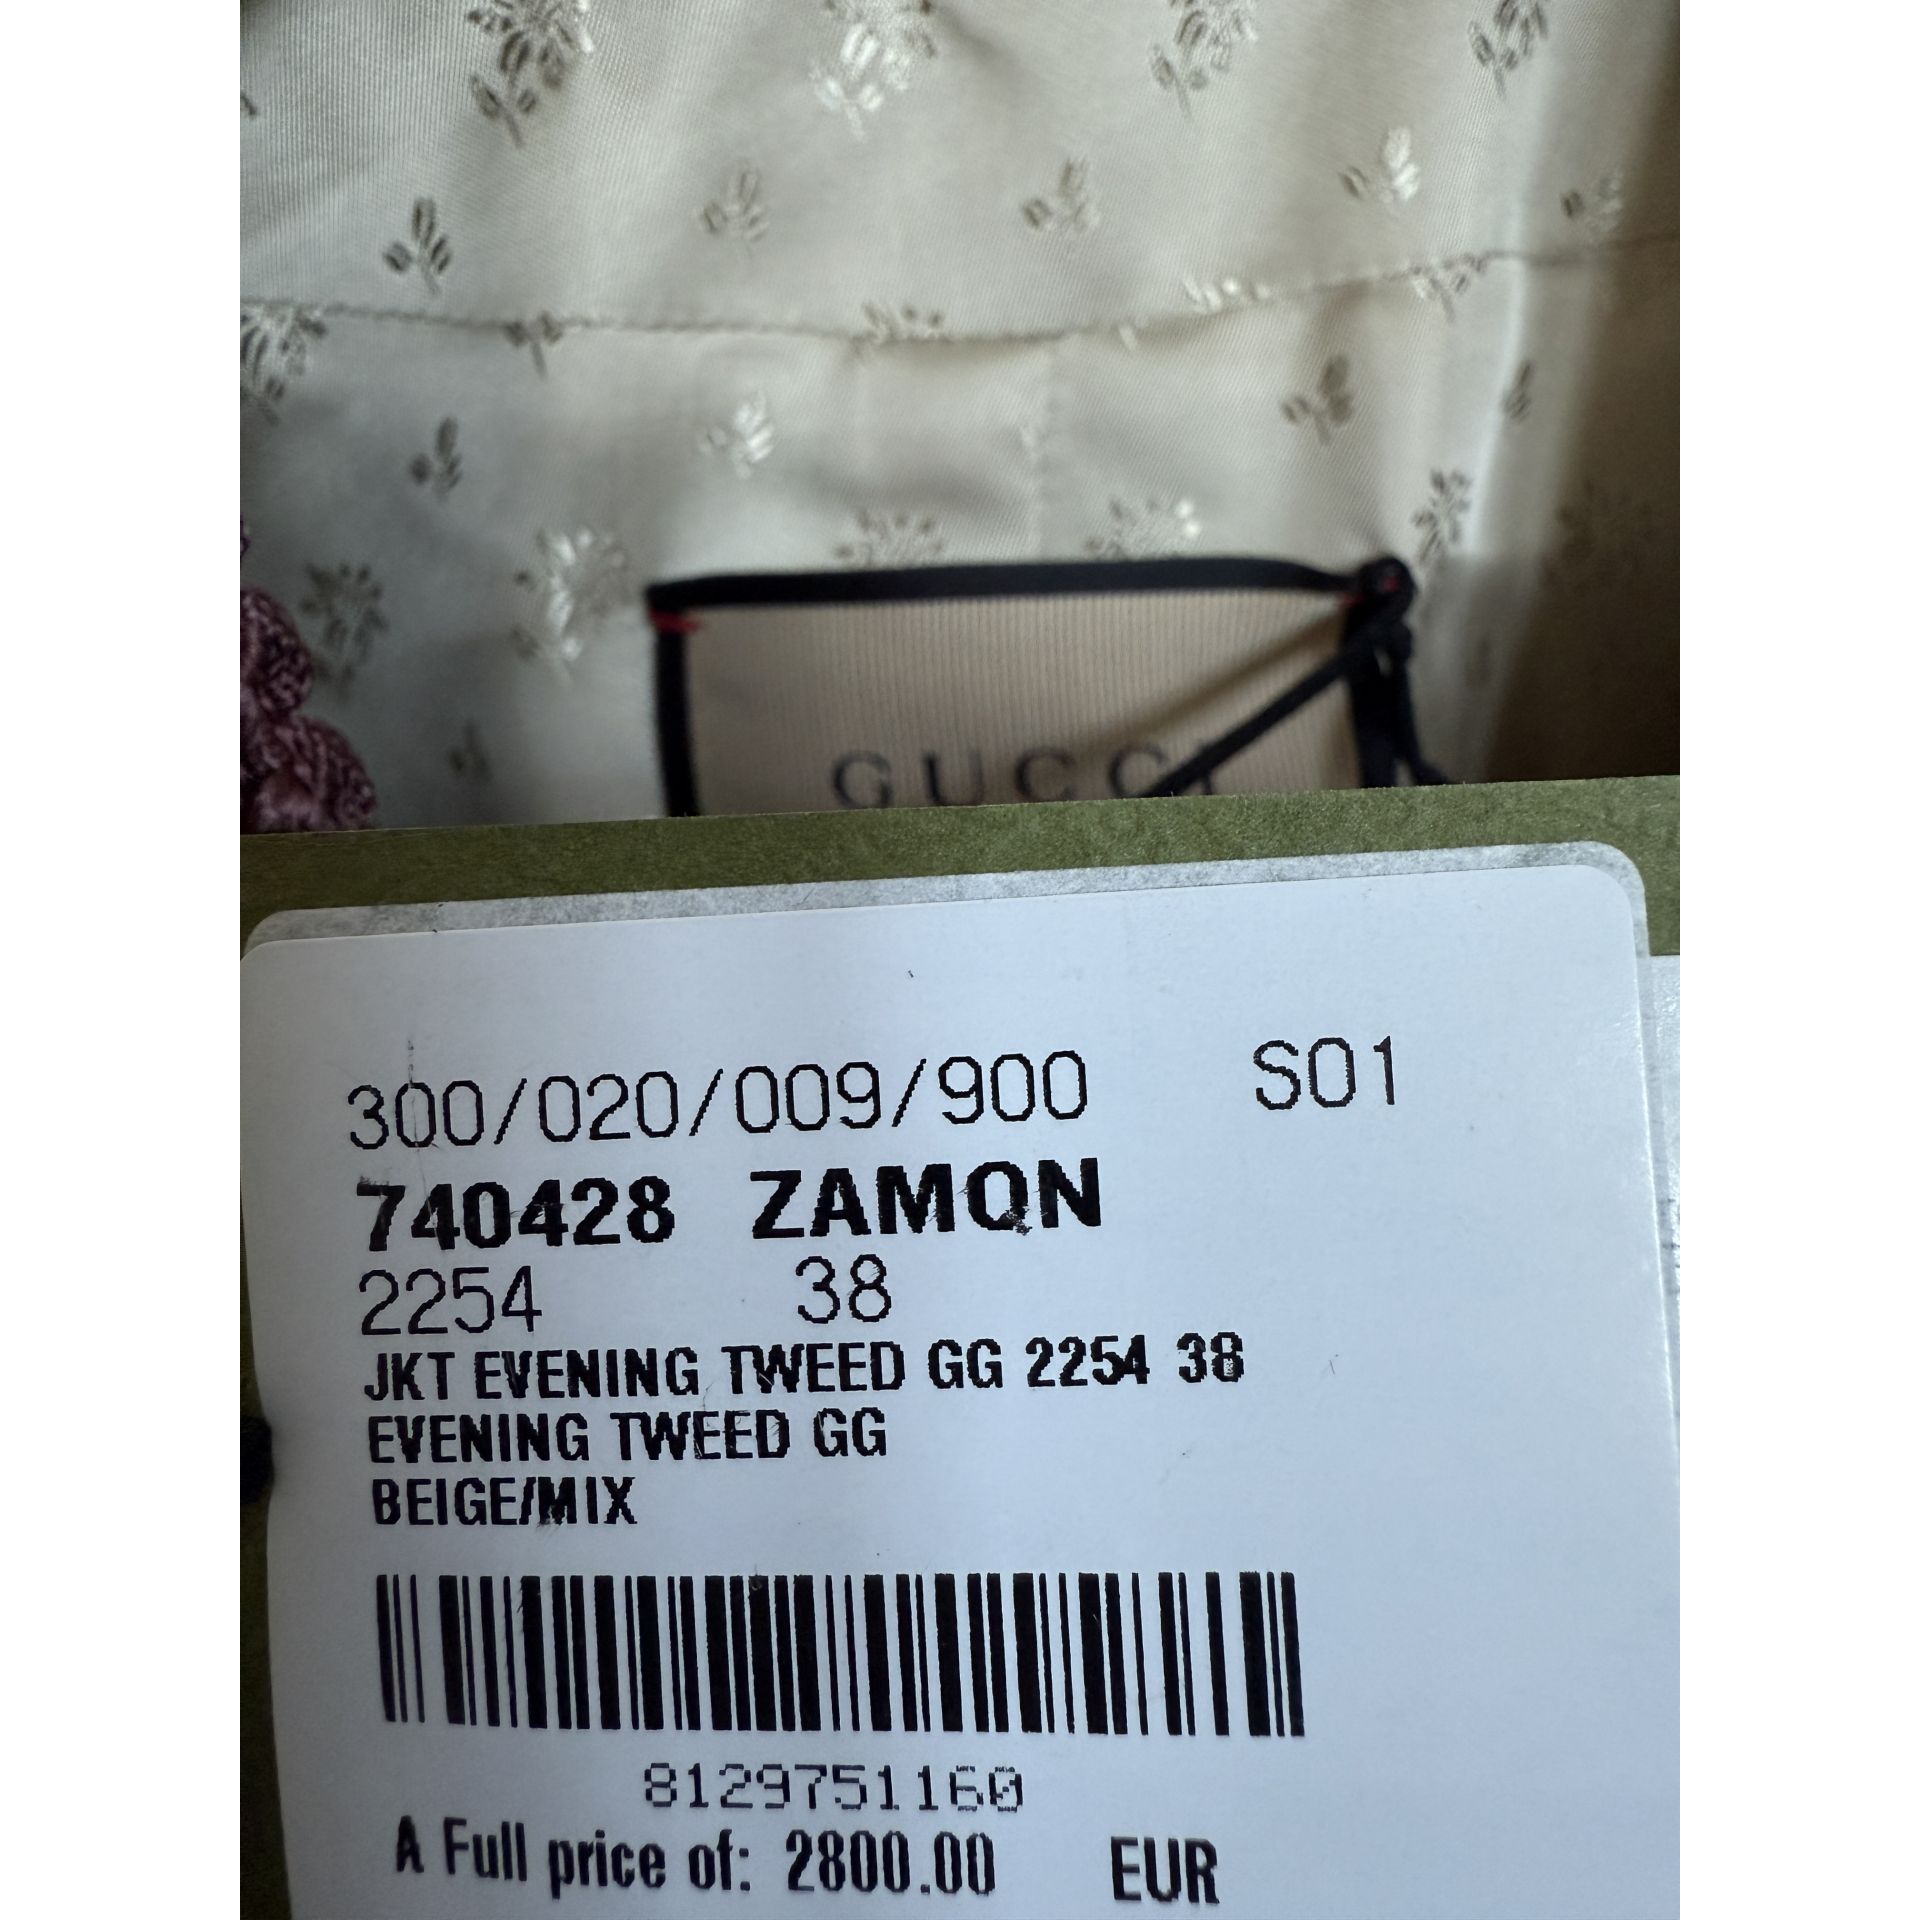 GUCCI
300/020/009/900 S01
740428 ZAMQN
2254 38
JKT EVENING TWEED GG 2254 38
EVENING TWEED GG
BEIGE/MIX
8129751160
A Full price of: 2800.00 EUR